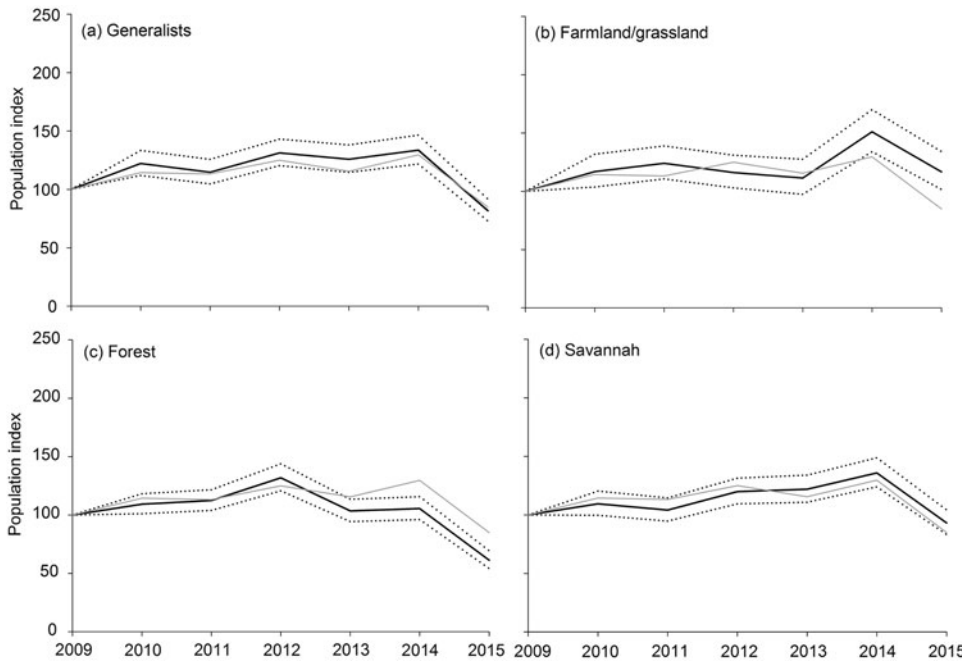 250
200
150
100
50
0
Population index
(a) Generalists
(b) Farmland/grassland
250
200
150
100
50
0
Population index
(c) Forest
(d) Savannah
2009 2010 2011 2012 2013 2014 2015
2009 2010 2011 2012 2013 2014 2015